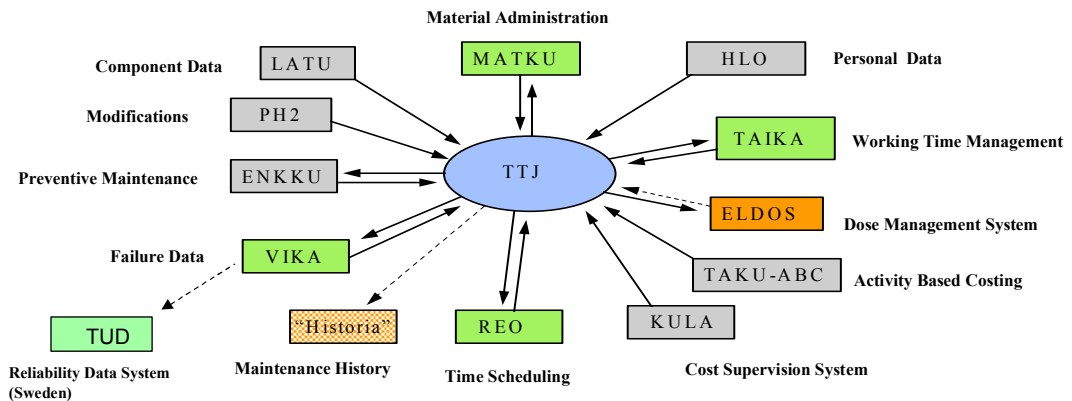 Material Administration
MATKU
Component Data
LATU
HLO
Personal Data
Modifications
PH2
TAIKA
Working Time Management
Preventive Maintenance
ENKKU
TTJ
ELDOS
Dose Management System
Failure Data
VIKA
TAKU-ABC
Activity Based Costing
TUD
“Historia”
REO
KULA
Reliability Data System
(Sweden)
Maintenance History
Time Scheduling
Cost Supervision System